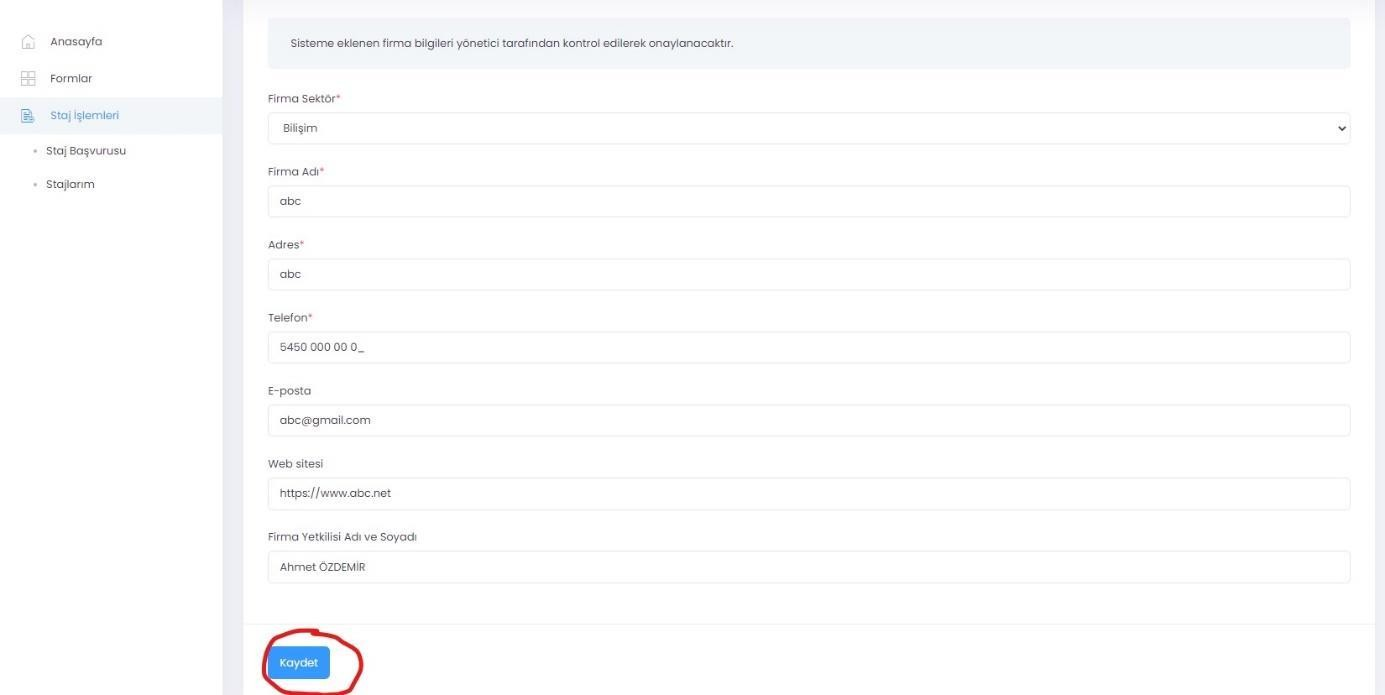 Anasayfa
Formlar
Staj İşlemleri
Staj Başvurusu
Stajlarım
Sisteme eklenen firma bilgileri yönetici tarafından kontrol edilerek onaylanacaktır.
Firma Sektör*
Bilişim
Firma Adı*
abc
Adres*
abc
Telefon*
5450 000 00 0_
E-posta
abc@gmail.com
Web sitesi
https://www.abc.net
Firma Yetkilisi Adı ve Soyadı
Ahmet ÖZDEMİR
Kaydet